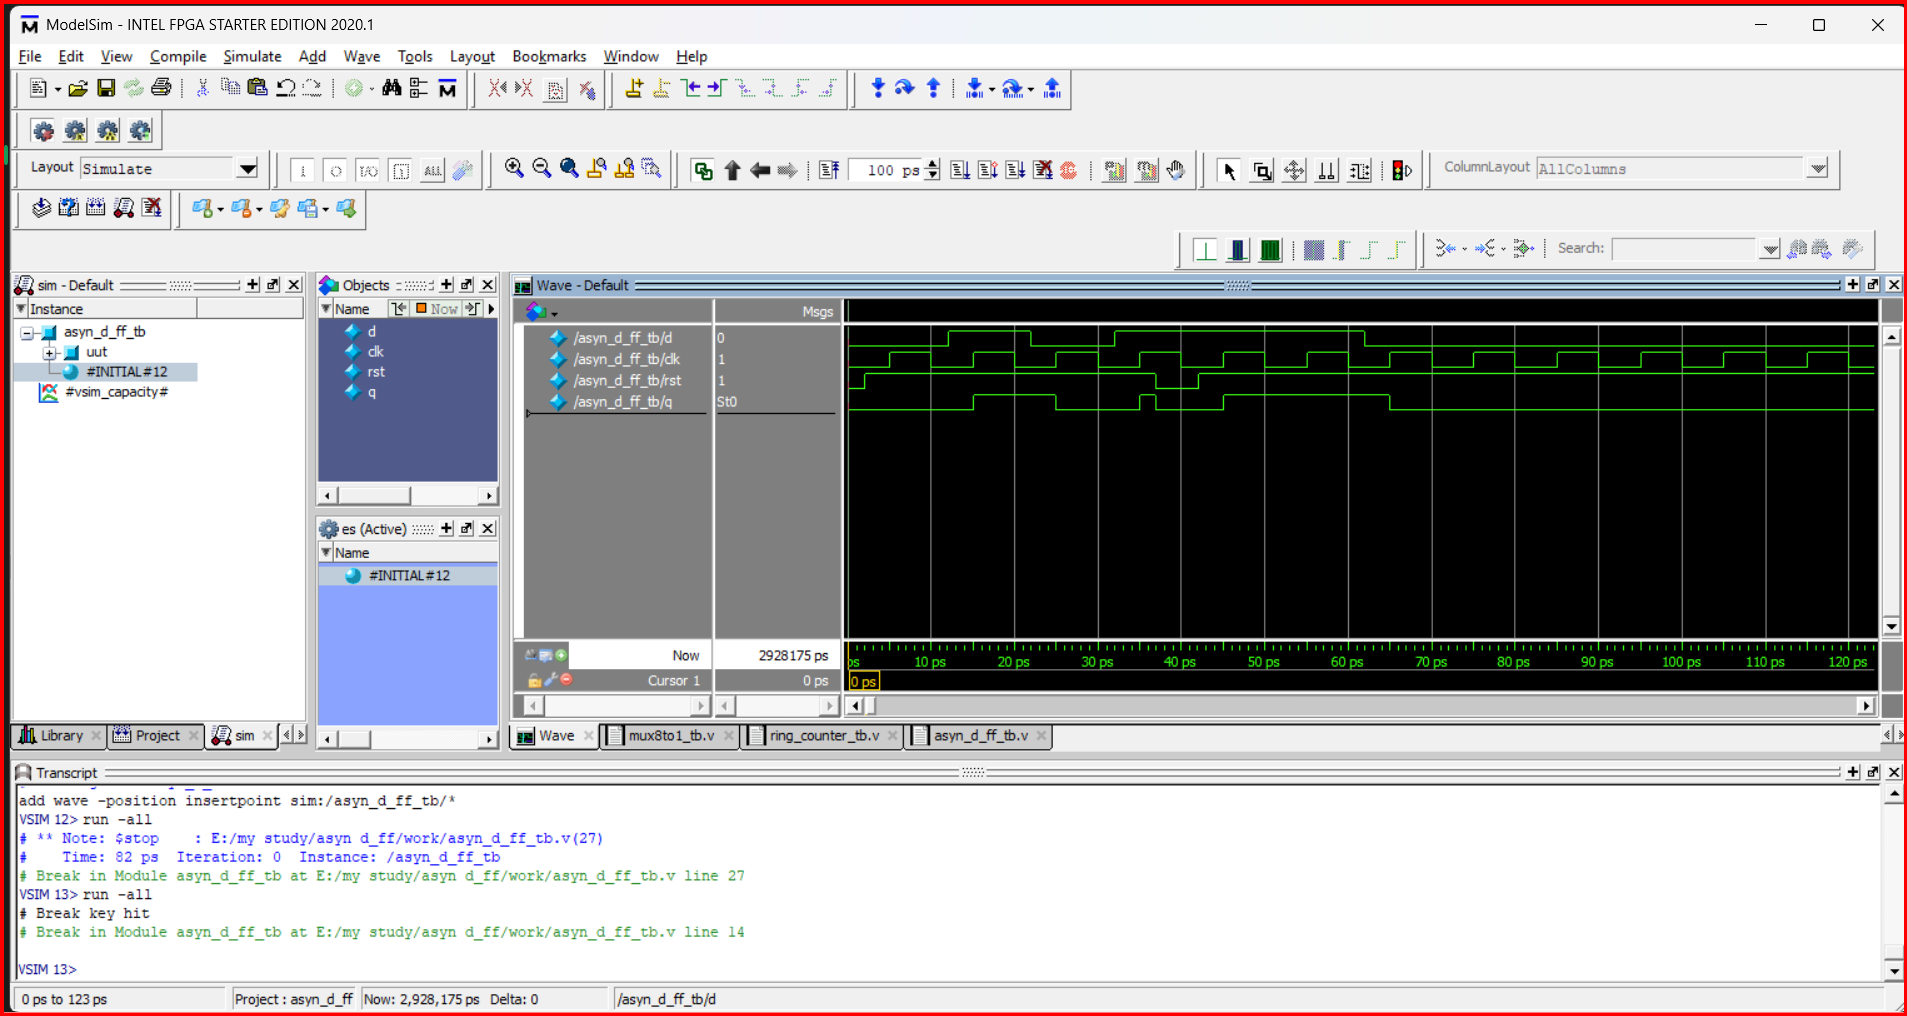 ModelSim - INTEL FPGA STARTER EDITION 2020.1
File Edit View Compile Simulate Add Wave Tools Layout Bookmarks Window Help
Layout Simulate
ALL
100 ps
ColumnLayout AllColumns
Search:
sim - Default
Instance
asyn_d_ff_tb
uut
#INITIAL#12
#vsim_capacity#
Objects
Name Now
d
clk
rst
q
es (Active)
Name
#INITIAL#12
Wave - Default
Msgs
/asyn_d_ff_tb/d 0
/asyn_d_ff_tb/clk 1
/asyn_d_ff_tb/rst 1
/asyn_d_ff_tb/q St0
Now 2928175 ps
ps 10 ps 20 ps 30 ps 40 ps 50 ps 60 ps 70 ps 80 ps 90 ps 100 ps 110 ps 120 ps
Cursor 1 0 ps 0 ps
Library Project sim
Wave mux8to1_tb.v ring_counter_tb.v asyn_d_ff_tb.v
Transcript
add wave -position insertpoint sim:/asyn_d_ff_tb/*
VSIM 12> run -all
# ** Note: $stop : E:/my study/asyn d_ff/work/asyn_d_ff_tb.v(27)
# Time: 82 ps Iteration: 0 Instance: /asyn_d_ff_tb
# Break in Module asyn_d_ff_tb at E:/my study/asyn d_ff/work/asyn_d_ff_tb.v line 27
VSIM 13> run -all
# Break key hit
# Break in Module asyn_d_ff_tb at E:/my study/asyn d_ff/work/asyn_d_ff_tb.v line 14
VSIM 13>
0 ps to 123 ps Project : asyn_d_ff Now: 2,928,175 ps Delta: 0 /asyn_d_ff_tb/d